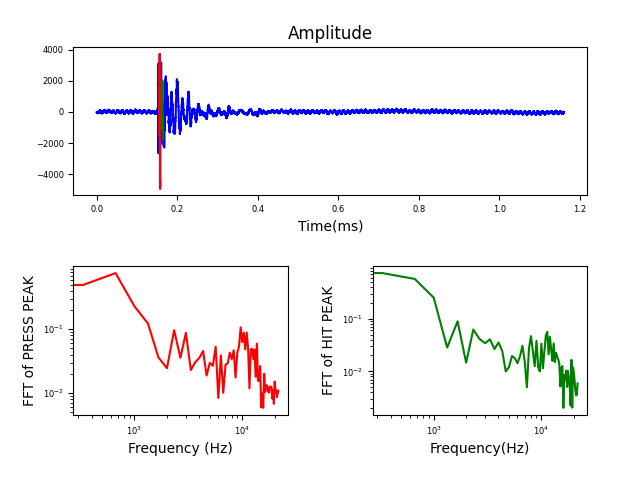 Amplitude
4000
2000
0
−2000
−4000
0.0 0.2 0.4 0.6 0.8 1.0 1.2
Time(ms)
FFT of PRESS PEAK
10⁻¹
10⁻²
10³ 10⁴
Frequency (Hz)
FFT of HIT PEAK
10⁻¹
10⁻²
10³ 10⁴
Frequency(Hz)